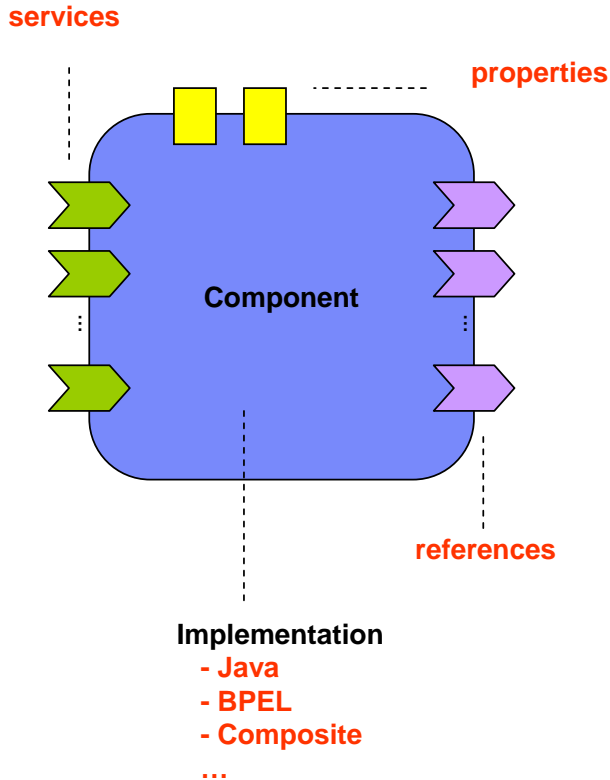 services
properties
Component
...
...
references
Implementation
- Java
- BPEL
- Composite
...